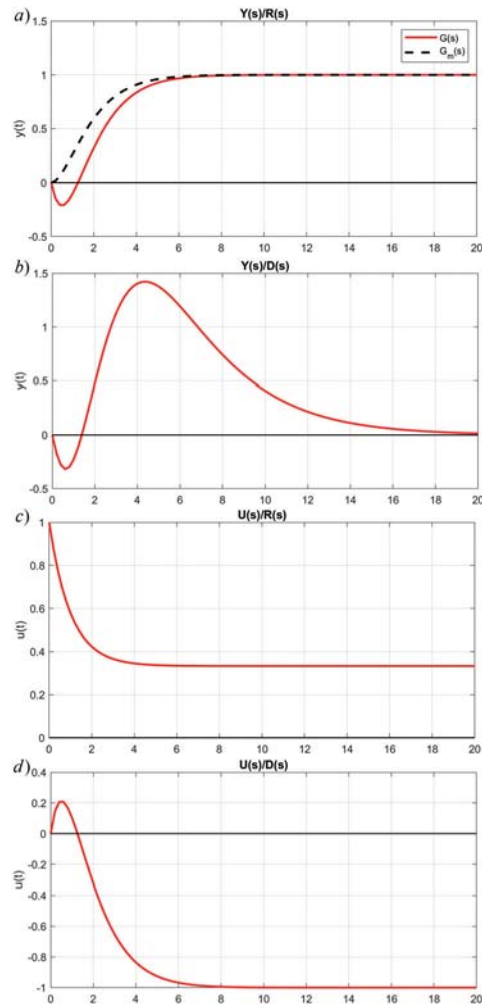 a)
Y(s)/R(s)
1.5
1
0.5
0
-0.5
y(t)
G(s)
Gₘ(s)
0 2 4 6 8 10 12 14 16 18 20
b)
Y(s)/D(s)
1.5
1
0.5
0
-0.5
y(t)
0 2 4 6 8 10 12 14 16 18 20
c)
U(s)/R(s)
1
0.8
0.6
0.4
0.2
0
u(t)
0 2 4 6 8 10 12 14 16 18 20
d)
U(s)/D(s)
0.4
0.2
0
-0.2
-0.4
-0.6
-0.8
-1
u(t)
0 2 4 6 8 10 12 14 16 18 20